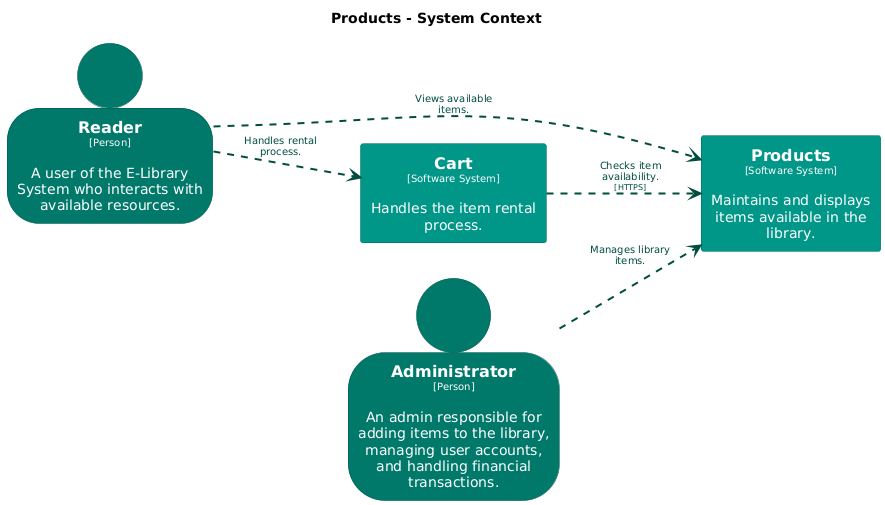 Products - System Context
Reader
[Person]
A user of the E-Library
System who interacts with
available resources.
Views available
items.
Handles rental
process.
Cart
[Software System]
Handles the item rental
process.
Checks item
availability.
[HTTPS]
Products
[Software System]
Maintains and displays
items available in the
library.
Manages library
items.
Administrator
[Person]
An admin responsible for
adding items to the library,
managing user accounts,
and handling financial
transactions.